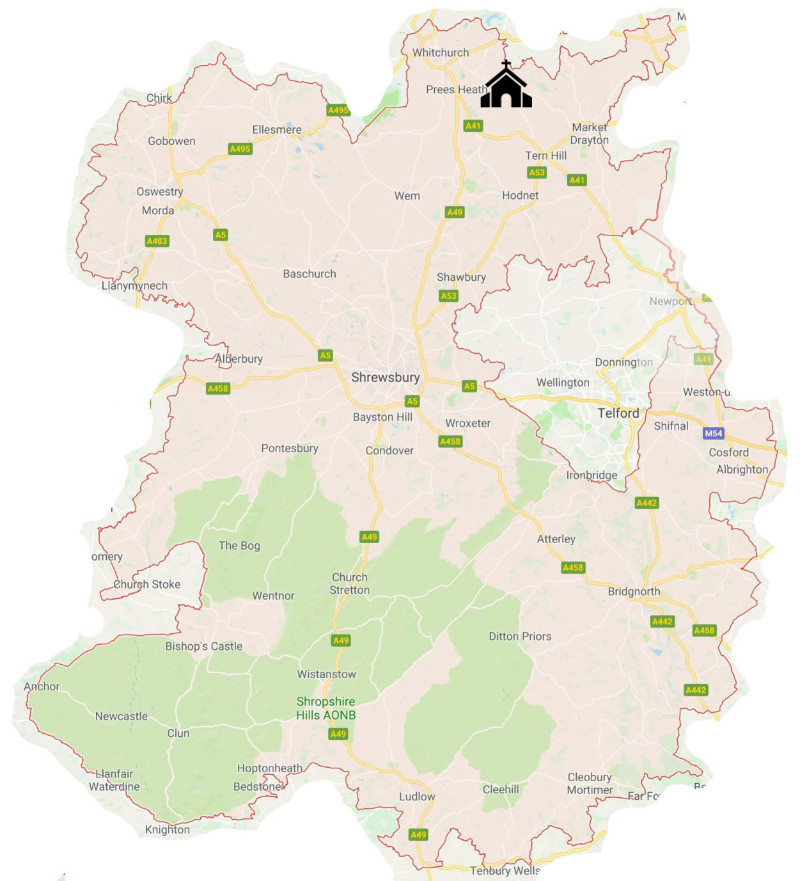 M
Whitchurch
Prees Heath
Chirk
A495
Ellesmere
A41
Market
Drayton
Gobowen
A495
Tern Hill
A53
A41
Oswestry
Wem
Hodnet
Morda
A49
A5
A483
Baschurch
Shawbury
Llanymynech
A53
Newport
Alberbury
A5
Donnington
A41
Shrewsbury
Wellington
A458
A5
Weston-u
A5
Telford
Bayston Hill
Wroxeter
Shifnal
M54
A458
Pontesbury
Condover
Cosford
Ironbridge
Albrighton
A442
A49
Atterley
The Bog
omery
A458
Church Stoke
Church
Stretton
Wentnor
Bridgnorth
A442
A458
Ditton Priors
A49
Bishop's Castle
Wistanstow
Anchor
A442
Shropshire
Hills AONB
Newcastle
Clun
A49
Hoptonheath
Llanfair
Waterdine
Bedstone
Cleobury
Mortimer
Ludlow
Cleehill
Far Fo
Knighton
A49
Tenbury Wells